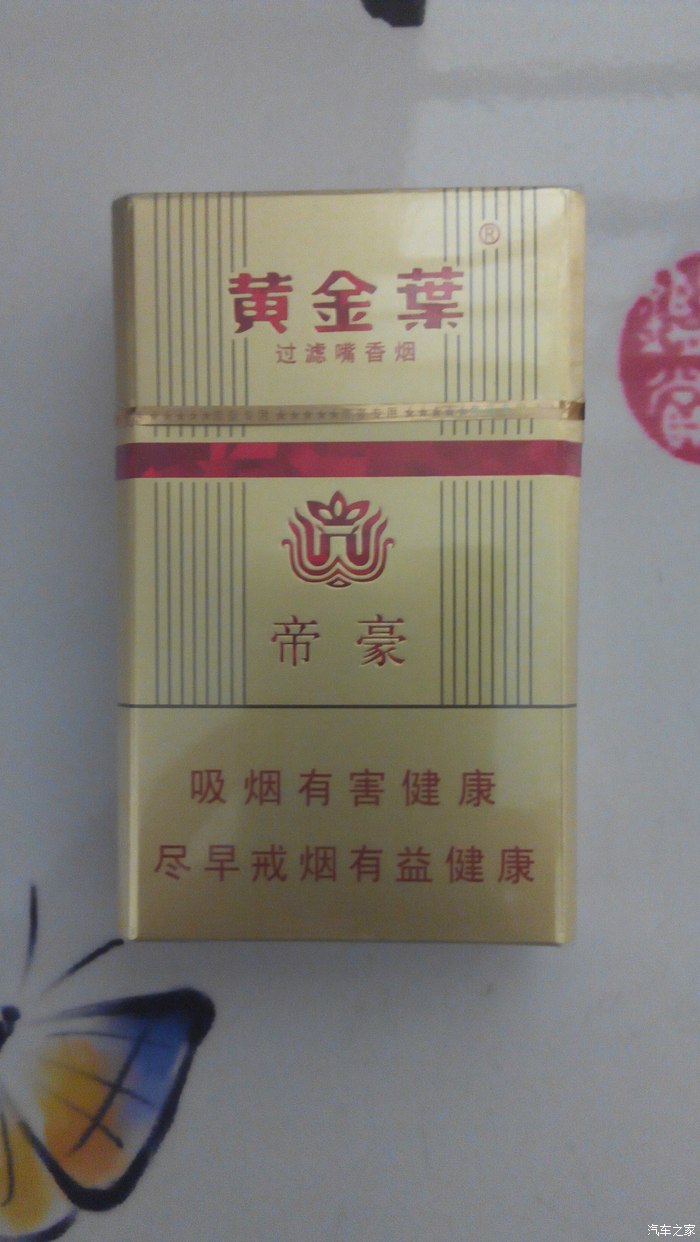 ®
黄金葉
过滤嘴香烟
帝豪
吸烟有害健康
尽早戒烟有益健康
汽车之家